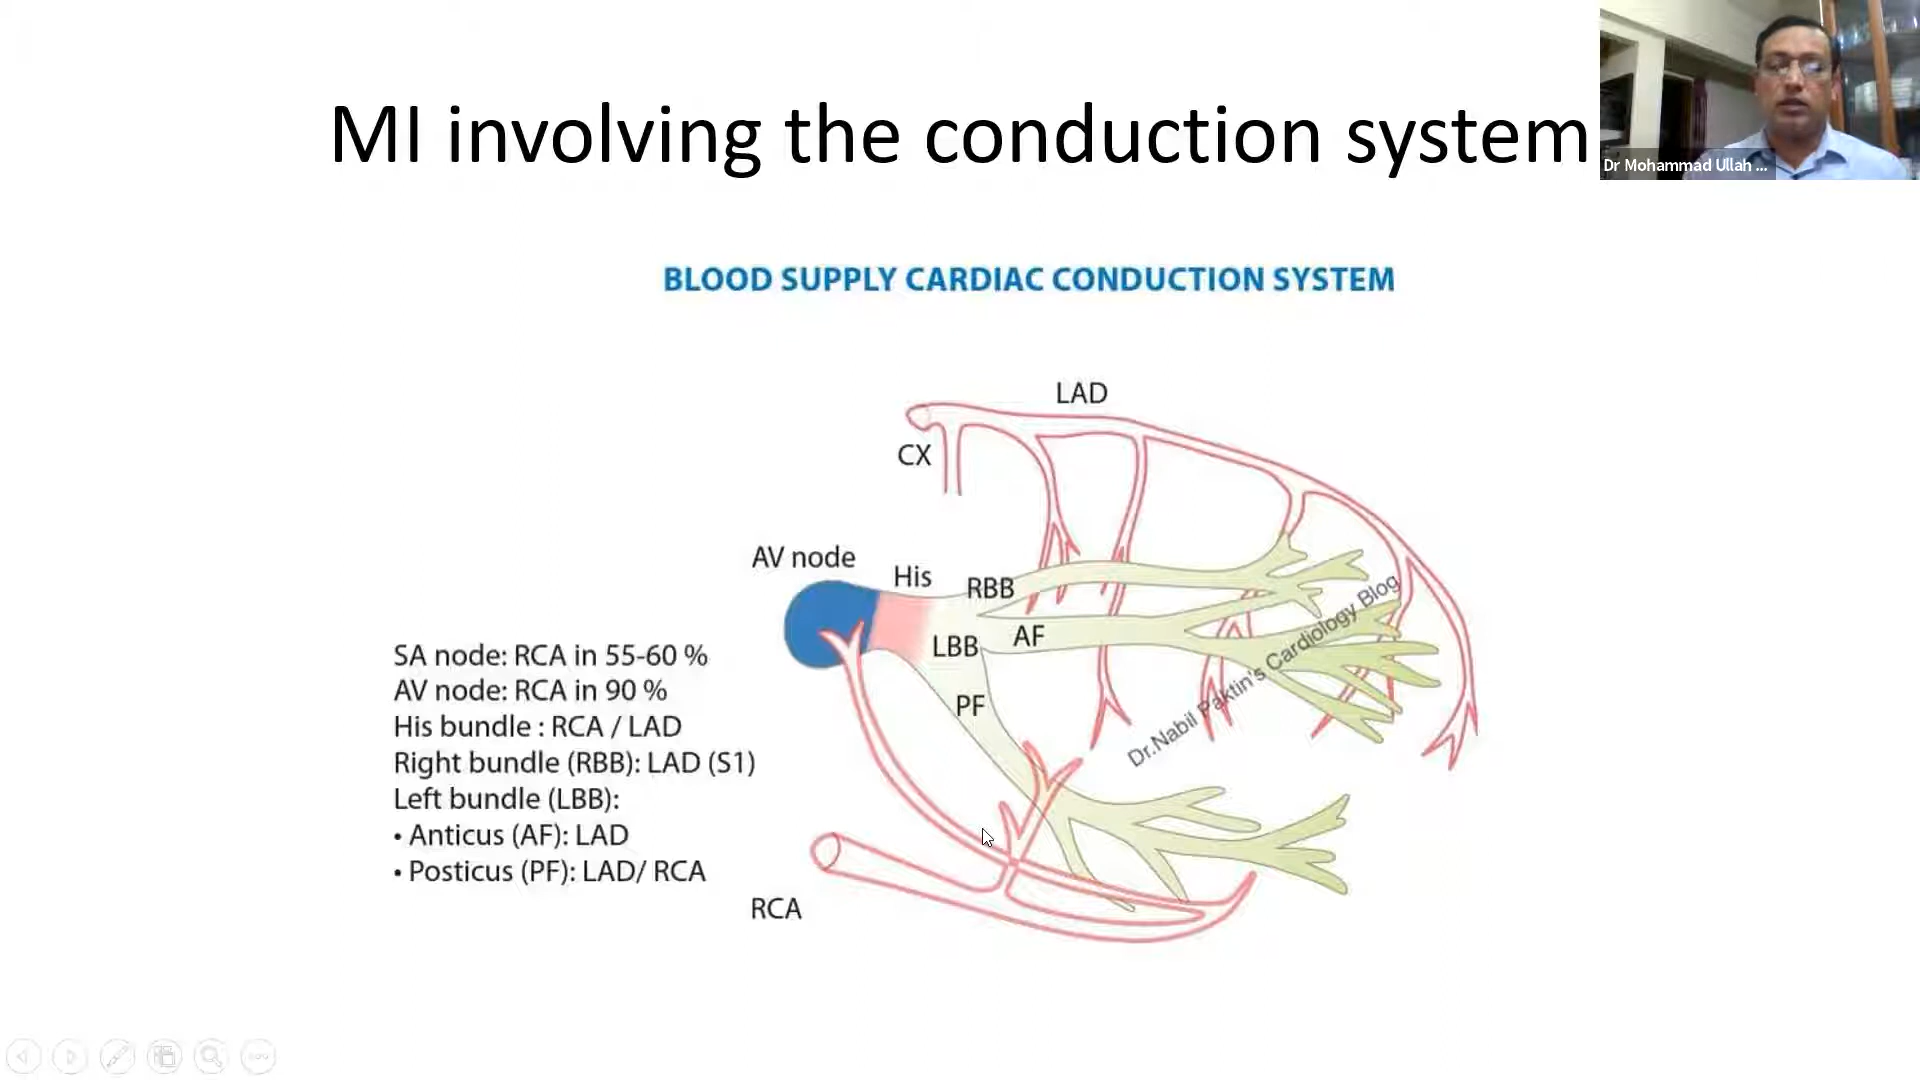 MI involving the conduction system
Dr Mohammad Ullah ...
BLOOD SUPPLY CARDIAC CONDUCTION SYSTEM
LAD
CX
AV node
His
RBB
AF
LBB
PF
SA node: RCA in 55-60 %
AV node: RCA in 90 %
His bundle : RCA / LAD
Right bundle (RBB): LAD (S1)
Left bundle (LBB):
• Anticus (AF): LAD
• Posticus (PF): LAD/ RCA
RCA
Dr.Nabil Paktin's Cardiology Blog